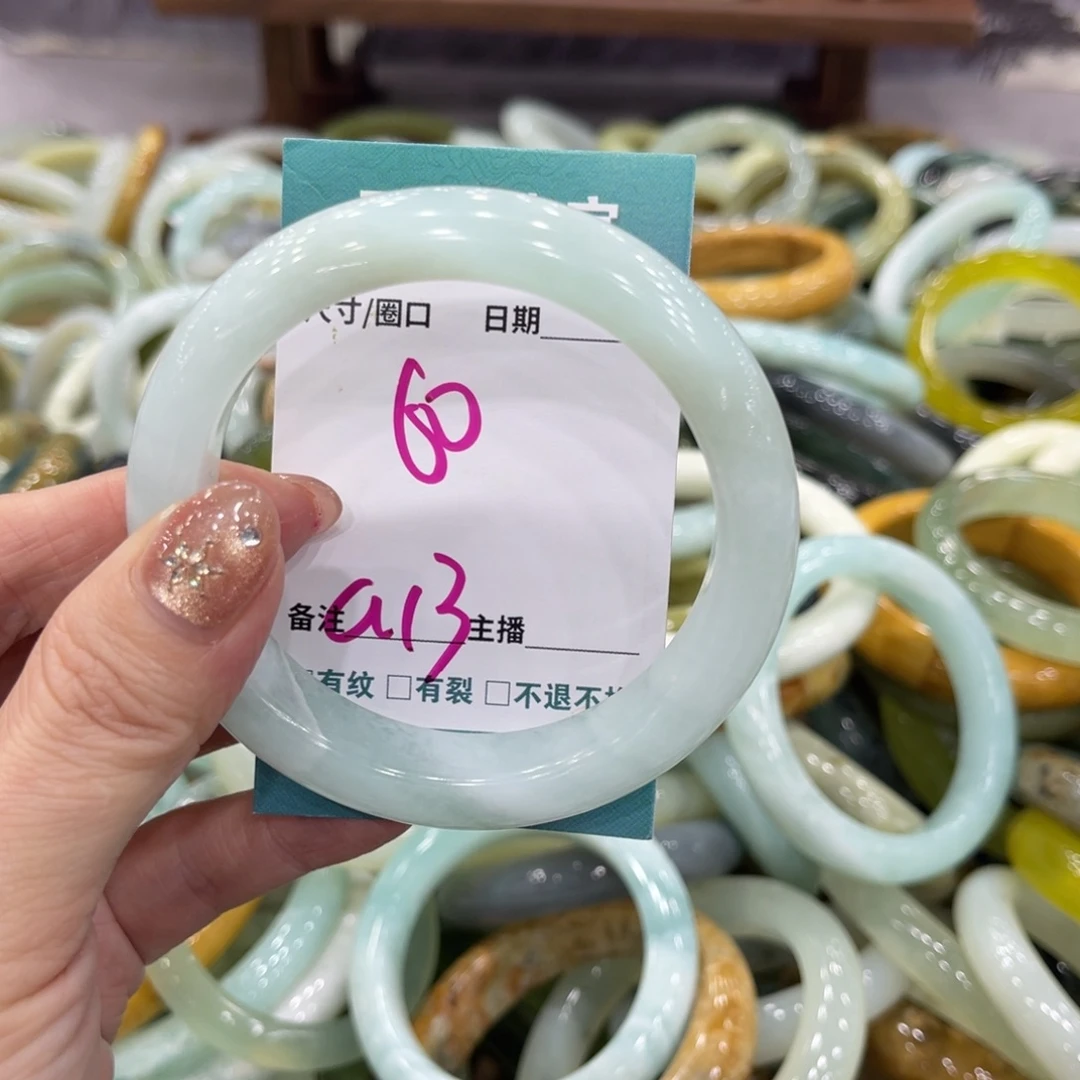 寸/圈口 日期
60
备注 a13 主播
有纹 □有裂 □不退不